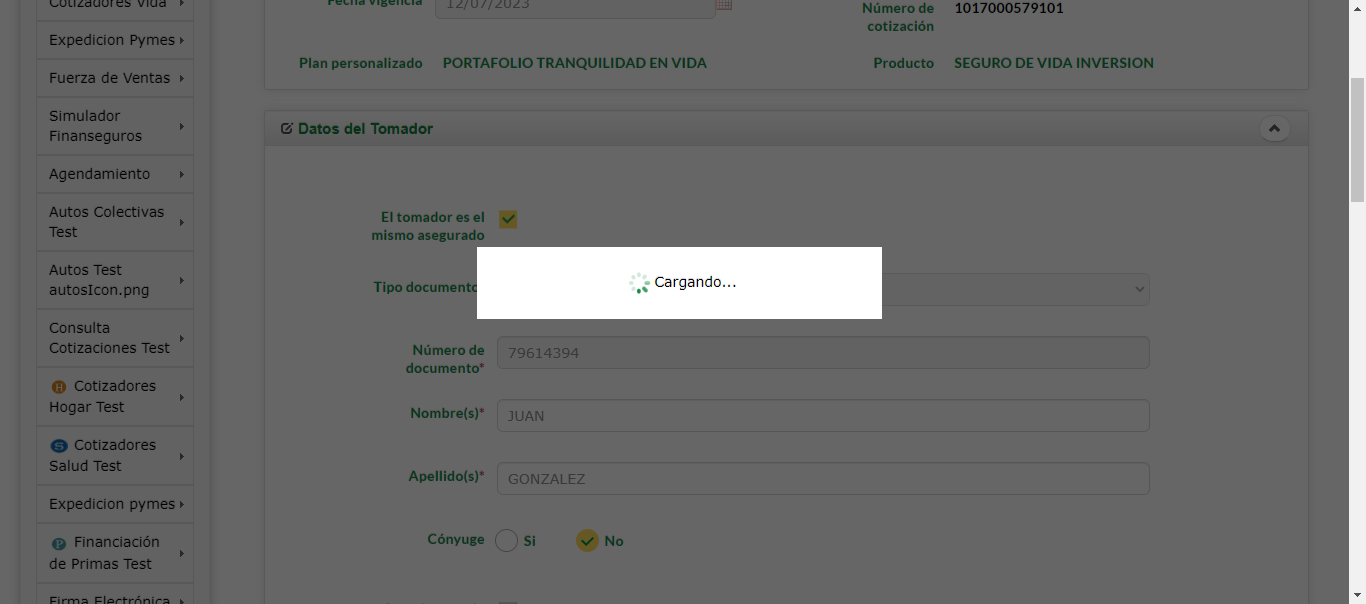 Cotizadores Vida
Expedicion Pymes
Fuerza de Ventas
Simulador
Finanseguros
Agendamiento
Autos Colectivas
Test
Autos Test
autosIcon.png
Consulta
Cotizaciones Test
H Cotizadores
Hogar Test
S Cotizadores
Salud Test
Expedicion pymes
P Financiación
de Primas Test
Firma Electrónica
Fecha vigencia
12/07/2023
Número de
cotización
1017000579101
Plan personalizado
PORTAFOLIO TRANQUILIDAD EN VIDA
Producto
SEGURO DE VIDA INVERSION
Datos del Tomador
El tomador es el
mismo asegurado
Tipo documento
Cargando...
Número de
documento*
79614394
Nombre(s)*
JUAN
Apellido(s)*
GONZALEZ
Cónyuge
Si
No